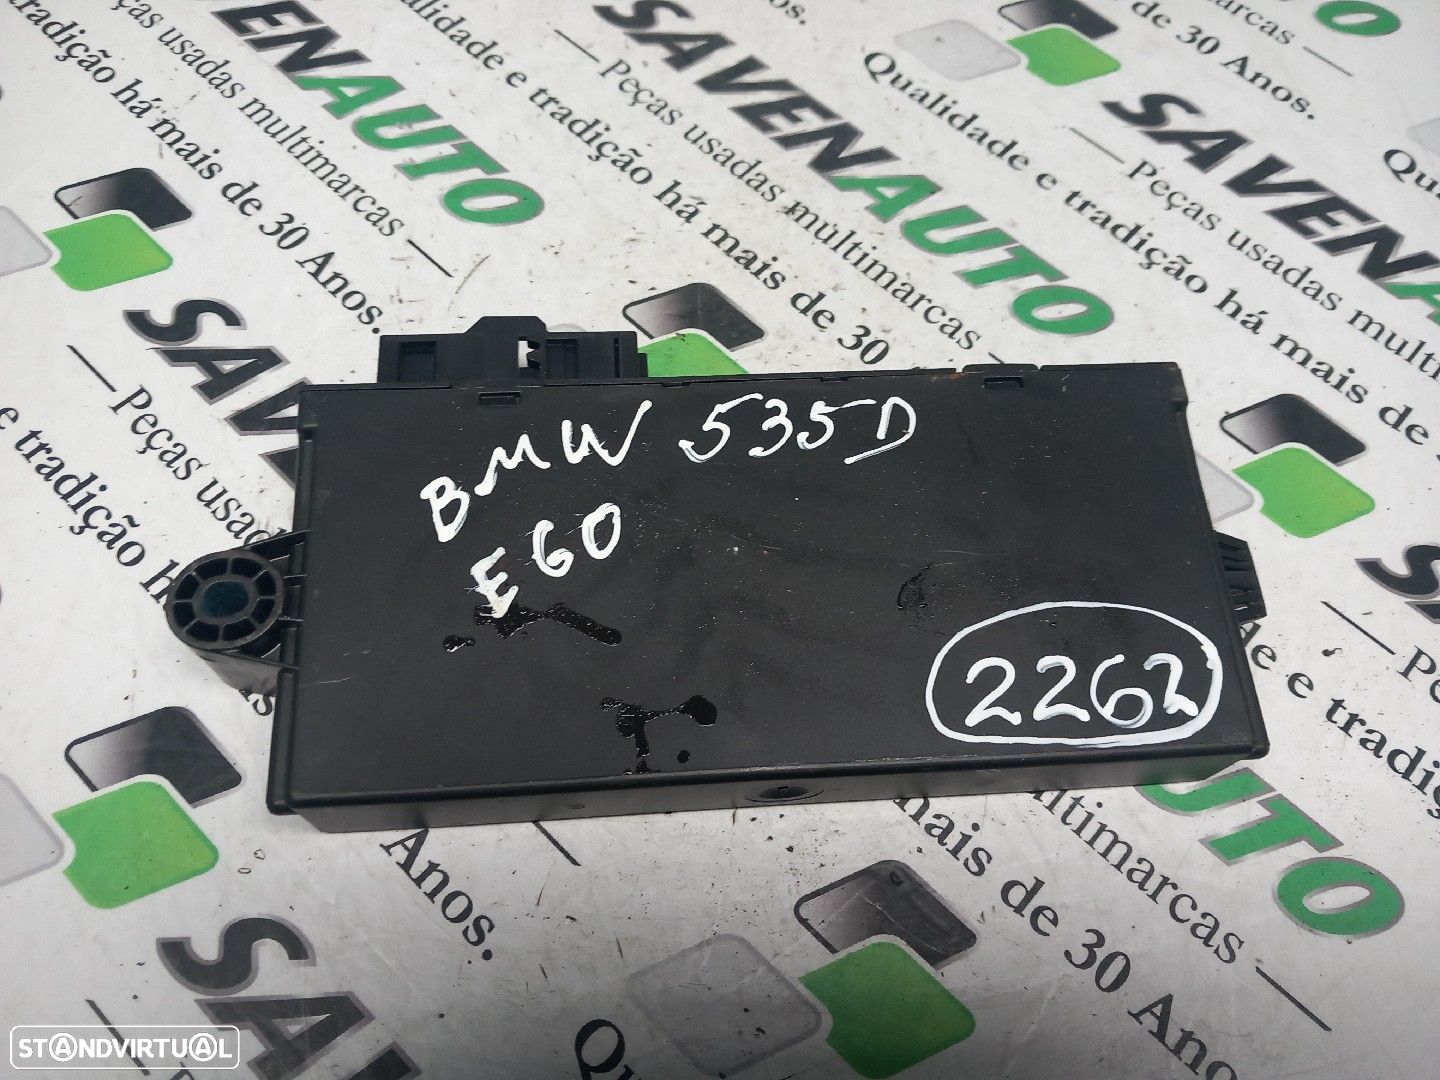 SAVENAUTO
Peças usadas multimarcas
Qualidade e tradição há mais de 30 Anos.
BMW 535D
E60
2262
STANDVIRTUAL